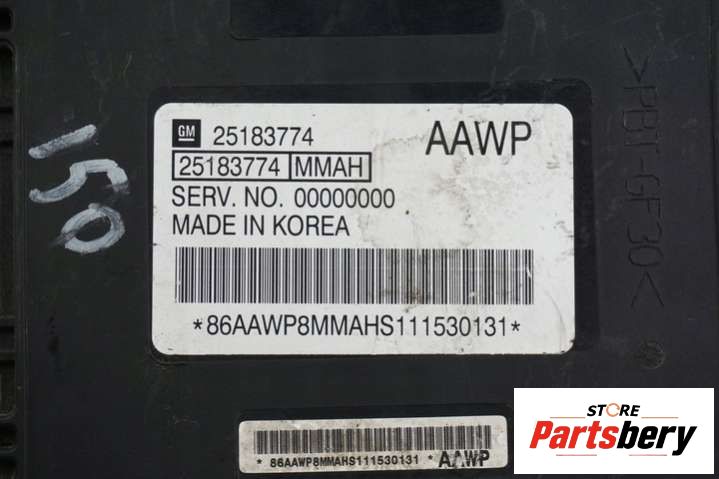 GM 25183774 AAWP
25183774 MMAH
SERV. NO. 00000000
MADE IN KOREA
*86AAWP8MMAHS111530131*
* 86AAWP8MMAHS111530131 * AAWP
150
>PBT-GF30<
STORE
Partsbery